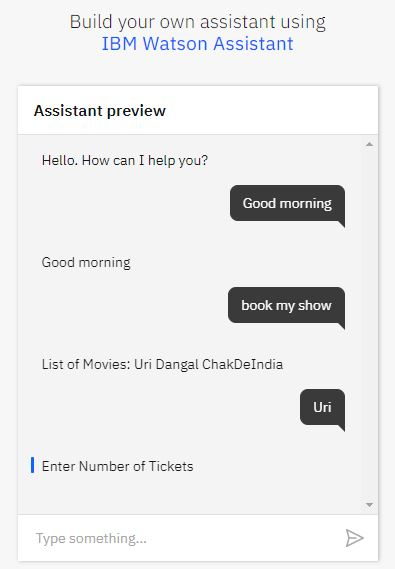 Build your own assistant using
IBM Watson Assistant
Assistant preview
Hello. How can I help you?
Good morning
Good morning
book my show
List of Movies: Uri Dangal ChakDeIndia
Uri
Enter Number of Tickets
Type something...